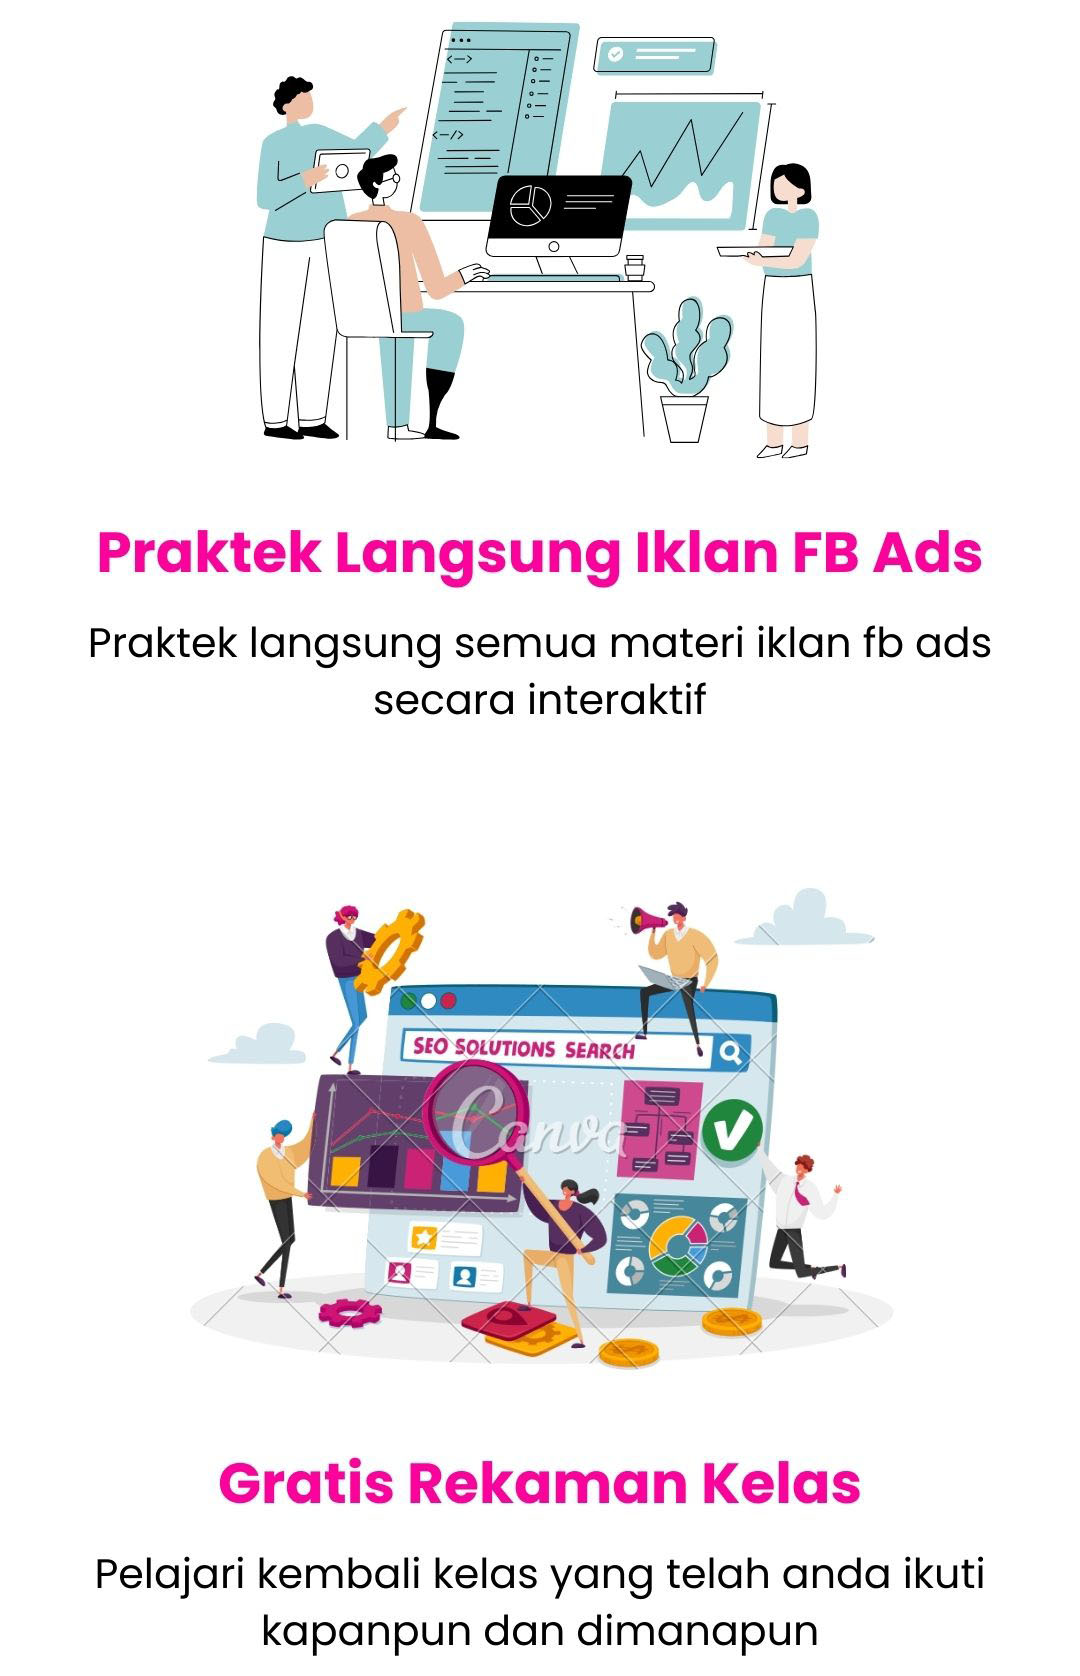 <-->
<-/>
Praktek Langsung Iklan FB Ads
Praktek langsung semua materi iklan fb ads
secara interaktif
SEO SOLUTIONS SEARCH
Canva
Gratis Rekaman Kelas
Pelajari kembali kelas yang telah anda ikuti
kapanpun dan dimanapun